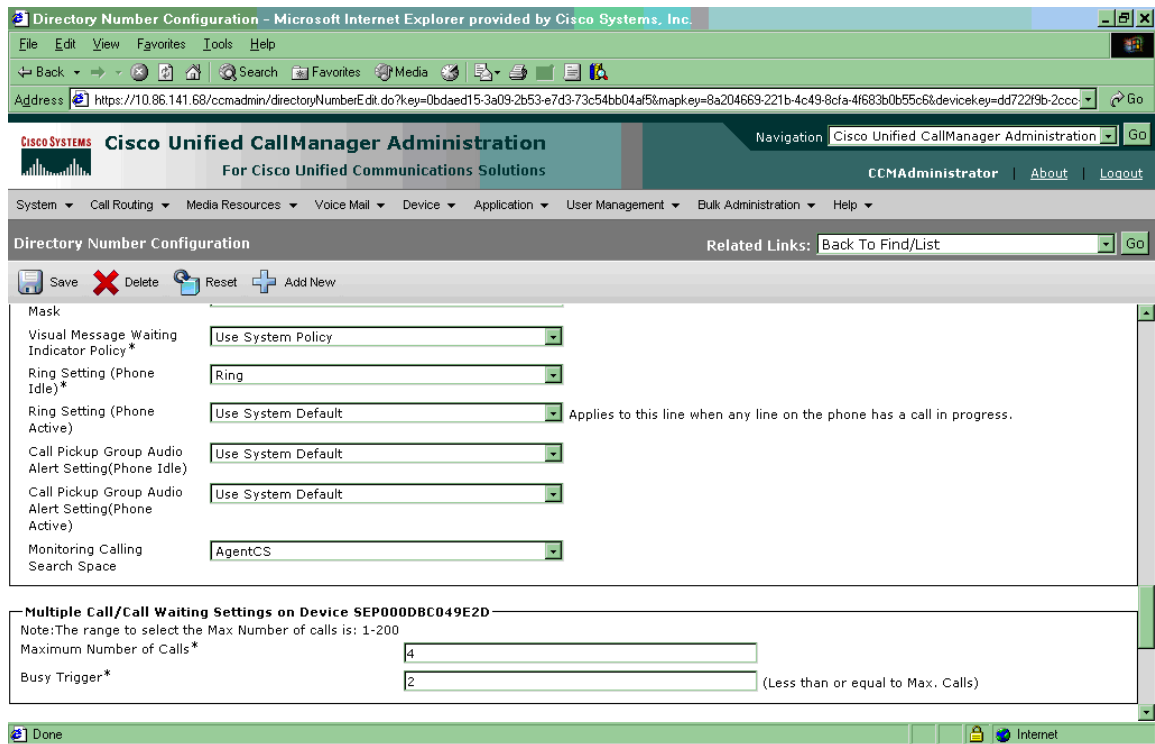 Directory Number Configuration - Microsoft Internet Explorer provided by Cisco Systems, Inc.
File Edit View Favorites Tools Help
Back Search Favorites Media
Address https://10.86.141.68/ccmadmin/directoryNumberEdit.do?key=0bdaed15-3a09-2b53-e7d3-73c54bb04af5&mapkey=8a204669-221b-4c49-8cfa-4f683b0b55c6&devicekey=dd722f9b-2ccc- Go
CISCO SYSTEMS Cisco Unified CallManager Administration
For Cisco Unified Communications Solutions
Navigation Cisco Unified CallManager Administration Go
CCMAdministrator | About | Logout
System Call Routing Media Resources Voice Mail Device Application User Management Bulk Administration Help
Directory Number Configuration Related Links: Back To Find/List Go
Save Delete Reset Add New
Mask
Visual Message Waiting Indicator Policy* Use System Policy
Ring Setting (Phone Idle)* Ring
Ring Setting (Phone Active) Use System Default Applies to this line when any line on the phone has a call in progress.
Call Pickup Group Audio Alert Setting(Phone Idle) Use System Default
Call Pickup Group Audio Alert Setting(Phone Active) Use System Default
Monitoring Calling Search Space AgentCS
Multiple Call/Call Waiting Settings on Device SEP000DBC049E2D
Note:The range to select the Max Number of calls is: 1-200
Maximum Number of Calls* 4
Busy Trigger* 2 (Less than or equal to Max. Calls)
Done Internet